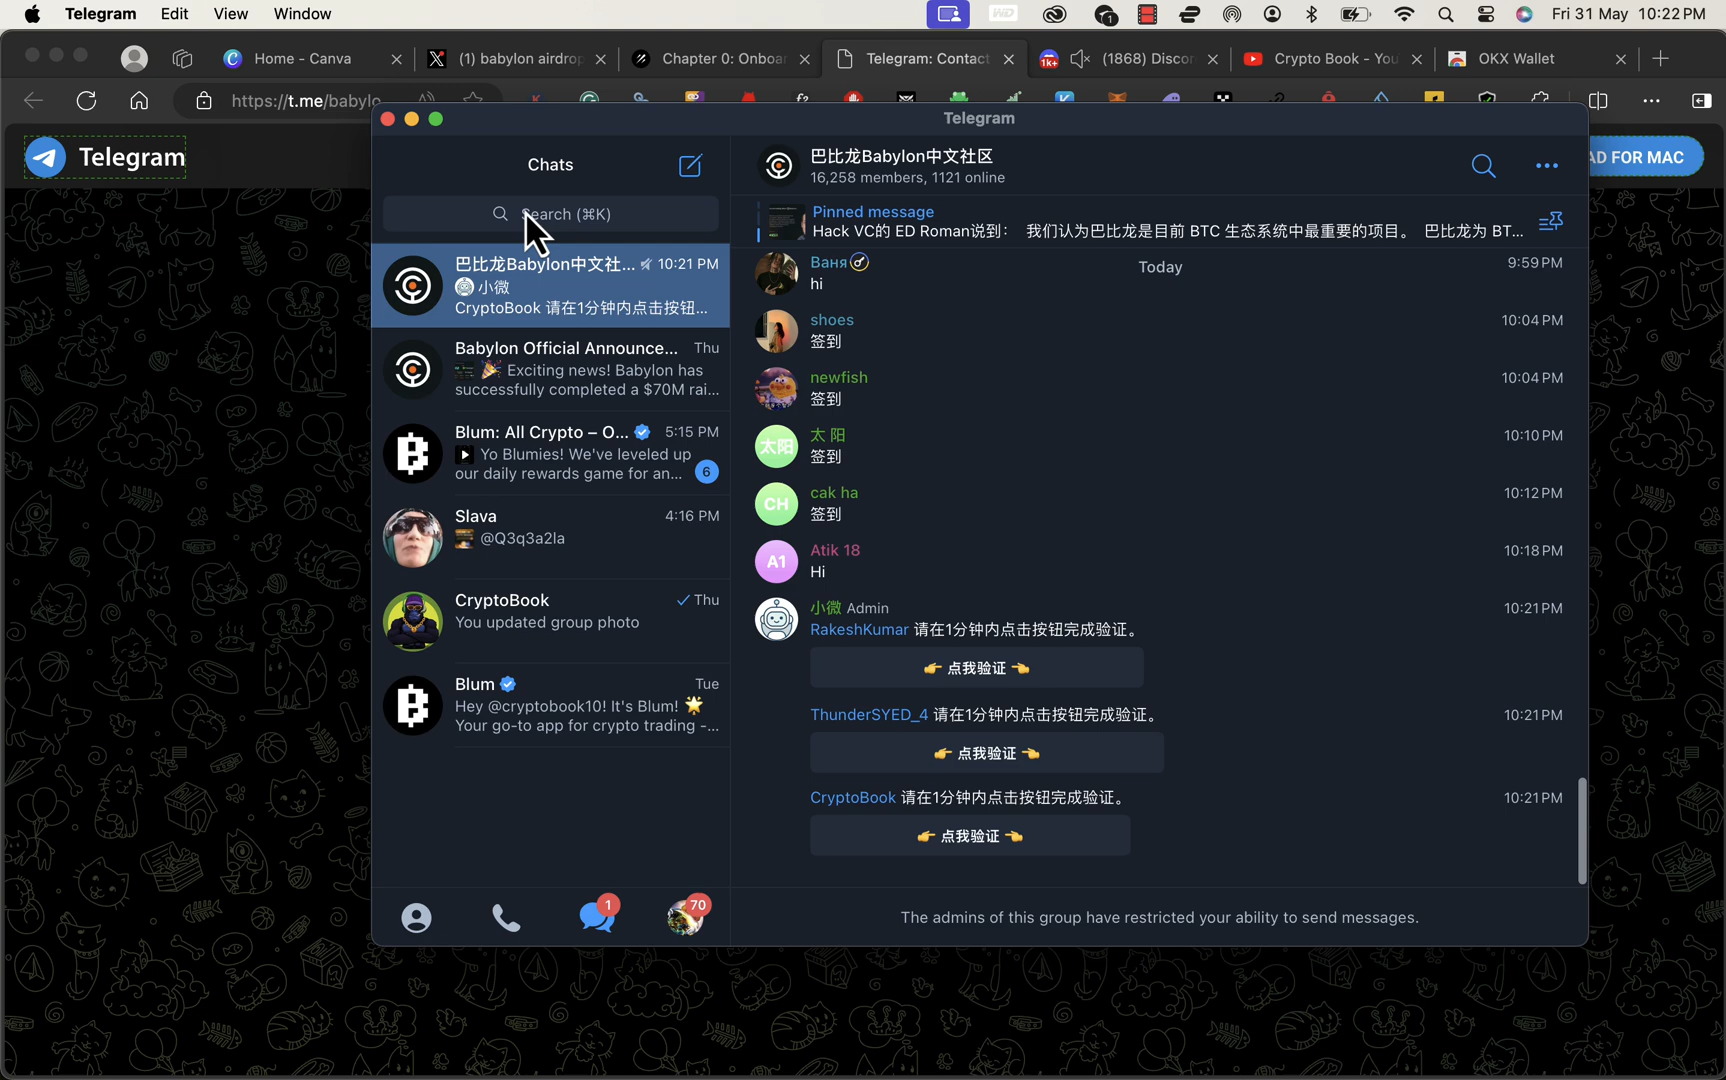 Telegram Edit View Window
Fri 31 May 10:22 PM
Home - Canva
(1) babylon airdrop
Chapter 0: Onboar
Telegram: Contact
1k+
(1868) Discor
Crypto Book - You
OKX Wallet
https://t.me/babylo
Telegram
AD FOR MAC
Telegram
Chats
Search (⌘K)
巴比龙Babylon中文社... 10:21 PM
小微
CryptoBook 请在1分钟内点击按钮...
Babylon Official Announce... Thu
🎉 Exciting news! Babylon has
successfully completed a $70M rai...
Blum: All Crypto – O... 5:15 PM
Yo Blumies! We've leveled up
our daily rewards game for an... 6
Slava 4:16 PM
@Q3q3a2la
CryptoBook Thu
You updated group photo
Blum Tue
Hey @cryptobook10! It's Blum! 🌟
Your go-to app for crypto trading -...
1
70
巴比龙Babylon中文社区
16,258 members, 1121 online
Pinned message
Hack VC的 ED Roman说到： 我们认为巴比龙是目前 BTC 生态系统中最重要的项目。 巴比龙为 BT...
Today
Ваня 9:59 PM
hi
shoes 10:04 PM
签到
newfish 10:04 PM
签到
太阳
太 阳 10:10 PM
签到
CH
cak ha 10:12 PM
签到
A1
Atik 18 10:18 PM
Hi
小微 Admin 10:21 PM
RakeshKumar 请在1分钟内点击按钮完成验证。
👉 点我验证 👈
ThunderSYED_4 请在1分钟内点击按钮完成验证。 10:21 PM
👉 点我验证 👈
CryptoBook 请在1分钟内点击按钮完成验证。 10:21 PM
👉 点我验证 👈
The admins of this group have restricted your ability to send messages.